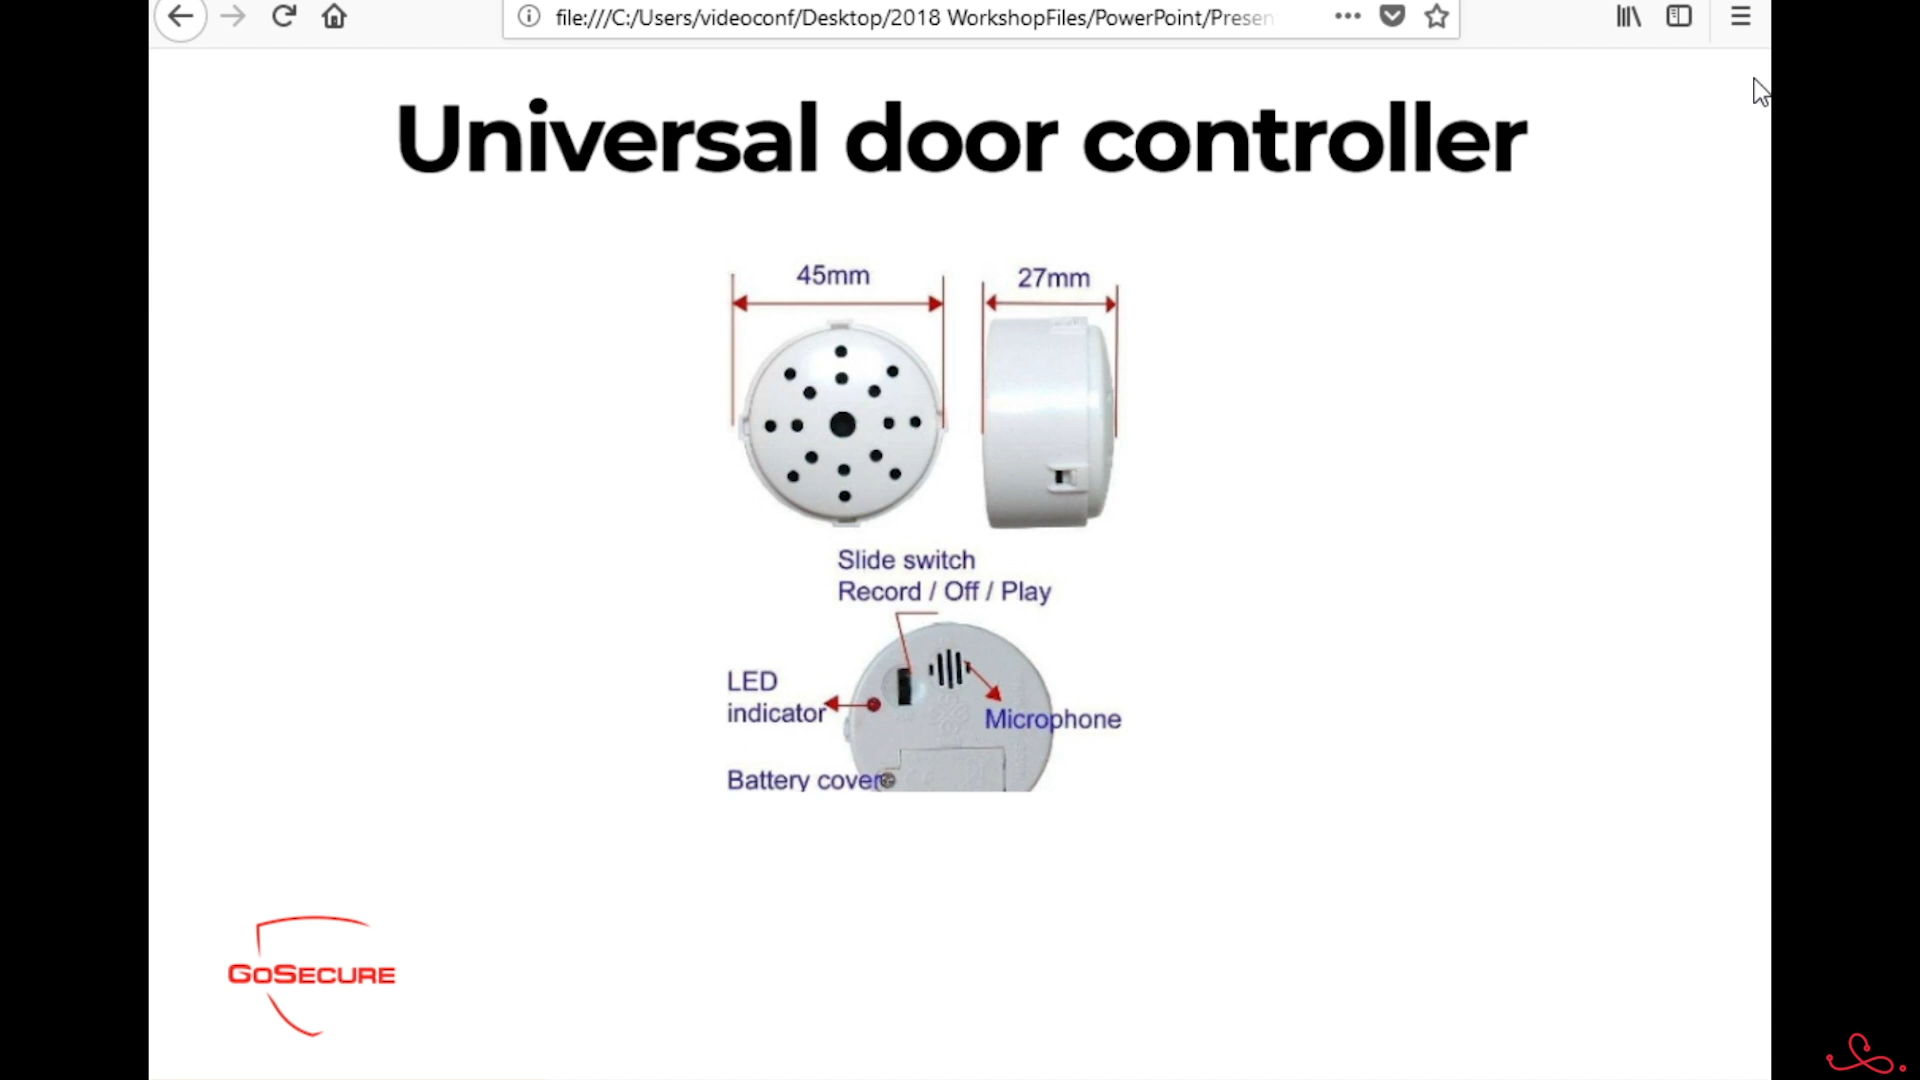 file:///C:/Users/videoconf/Desktop/2018 WorkshopFiles/PowerPoint/Presen
Universal door controller
45mm
27mm
Slide switch
Record / Off / Play
LED
indicator
Microphone
Battery cover
GOSECURE